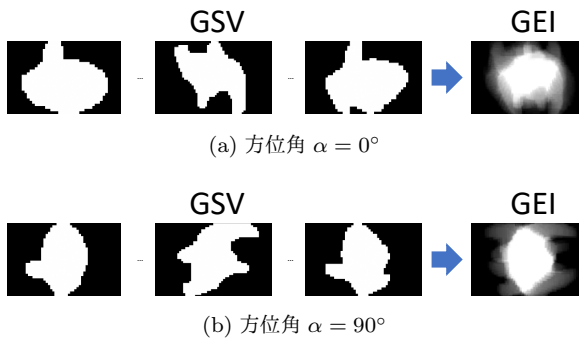 GSV GEI
... ...
(a) 方位角 α = 0°
GSV GEI
... ...
(b) 方位角 α = 90°